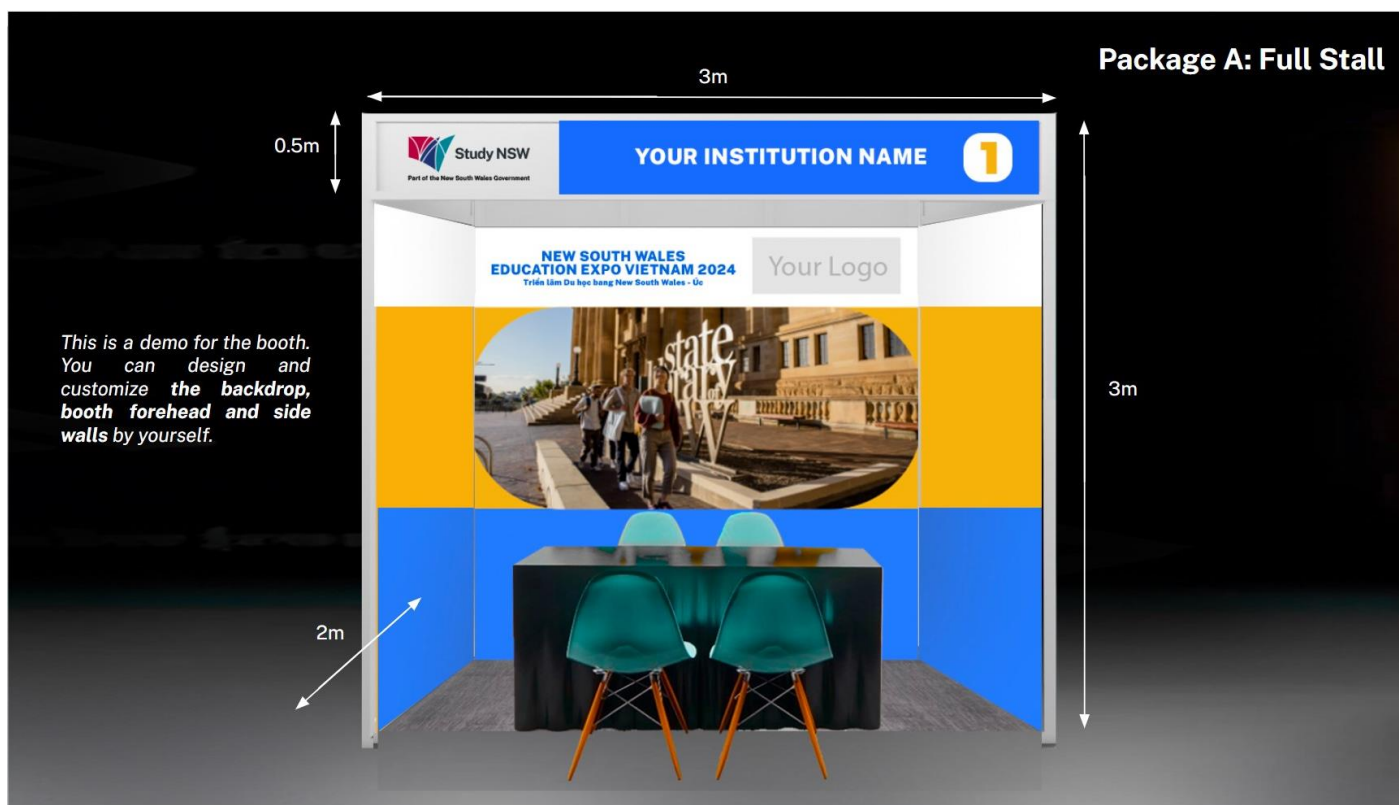 Package A: Full Stall
3m
0.5m
Study NSW
Part of the New South Wales Government
YOUR INSTITUTION NAME
1
NEW SOUTH WALES
EDUCATION EXPO VIETNAM 2024
Triển lãm Du học bang New South Wales - Úc
Your Logo
state
library of
NSW
This is a demo for the booth.
You can design and
customize the backdrop,
booth forehead and side
walls by yourself.
3m
2m